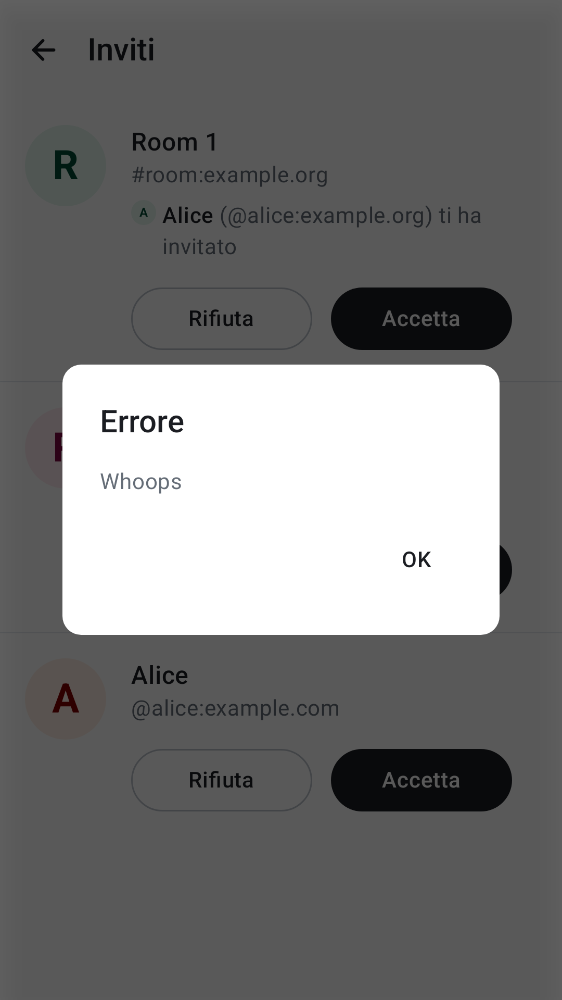 Inviti
R
Room 1
#room:example.org
A Alice (@alice:example.org) ti ha
invitato
Rifiuta
Accetta
Errore
Whoops
OK
A
Alice
@alice:example.com
Rifiuta
Accetta